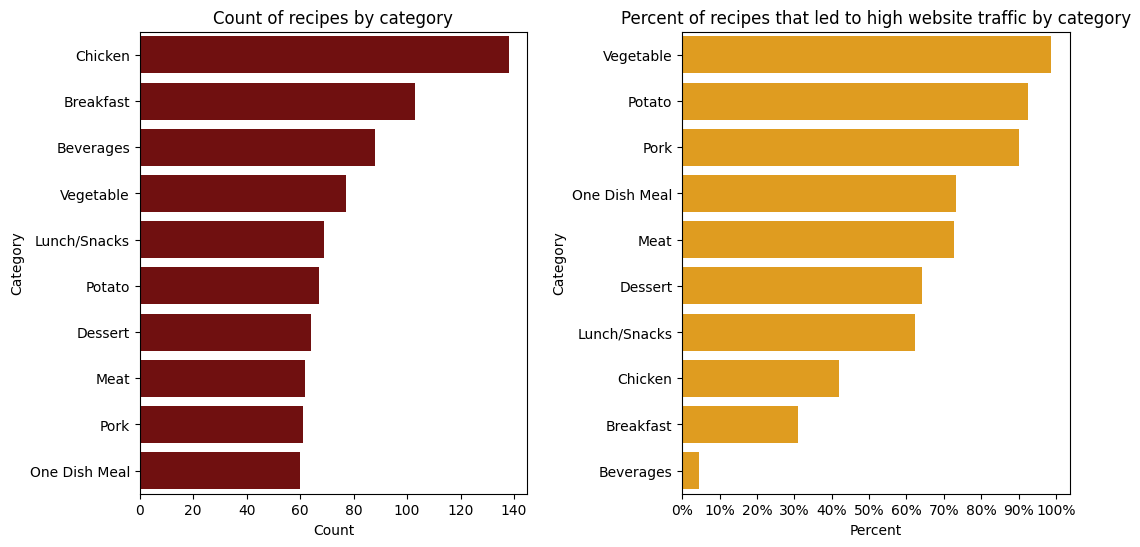 Count of recipes by category
Category
Chicken
Breakfast
Beverages
Vegetable
Lunch/Snacks
Potato
Dessert
Meat
Pork
One Dish Meal
0 20 40 60 80 100 120 140
Count
Percent of recipes that led to high website traffic by category
Category
Vegetable
Potato
Pork
One Dish Meal
Meat
Dessert
Lunch/Snacks
Chicken
Breakfast
Beverages
0% 10% 20% 30% 40% 50% 60% 70% 80% 90% 100%
Percent